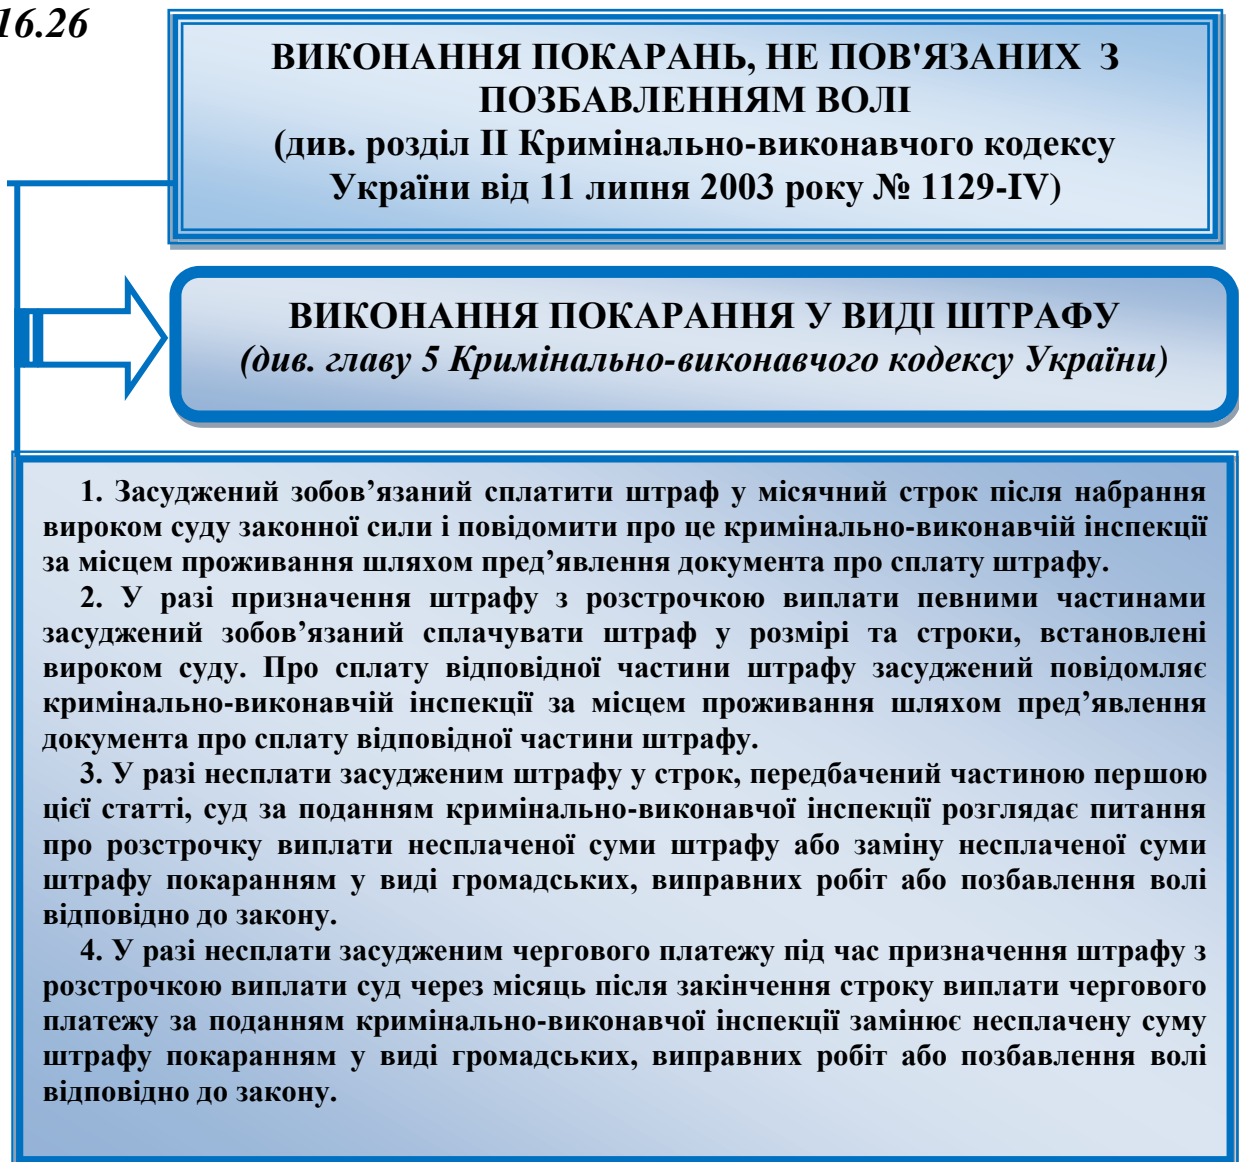 16.26
ВИКОНАННЯ ПОКАРАНЬ, НЕ ПОВ'ЯЗАНИХ З
ПОЗБАВЛЕННЯМ ВОЛІ
(див. розділ ІІ Кримінально-виконавчого кодексу
України від 11 липня 2003 року № 1129-IV)
ВИКОНАННЯ ПОКАРАННЯ У ВИДІ ШТРАФУ
(див. главу 5 Кримінально-виконавчого кодексу України)
1. Засуджений зобов’язаний сплатити штраф у місячний строк після набрання
вироком суду законної сили і повідомити про це кримінально-виконавчій інспекції
за місцем проживання шляхом пред’явлення документа про сплату штрафу.
2. У разі призначення штрафу з розстрочкою виплати певними частинами
засуджений зобов’язаний сплачувати штраф у розмірі та строки, встановлені
вироком суду. Про сплату відповідної частини штрафу засуджений повідомляє
кримінально-виконавчій інспекції за місцем проживання шляхом пред’явлення
документа про сплату відповідної частини штрафу.
3. У разі несплати засудженим штрафу у строк, передбачений частиною першою
цієї статті, суд за поданням кримінально-виконавчої інспекції розглядає питання
про розстрочку виплати несплаченої суми штрафу або заміну несплаченої суми
штрафу покаранням у виді громадських, виправних робіт або позбавлення волі
відповідно до закону.
4. У разі несплати засудженим чергового платежу під час призначення штрафу з
розстрочкою виплати суд через місяць після закінчення строку виплати чергового
платежу за поданням кримінально-виконавчої інспекції замінює несплачену суму
штрафу покаранням у виді громадських, виправних робіт або позбавлення волі
відповідно до закону.